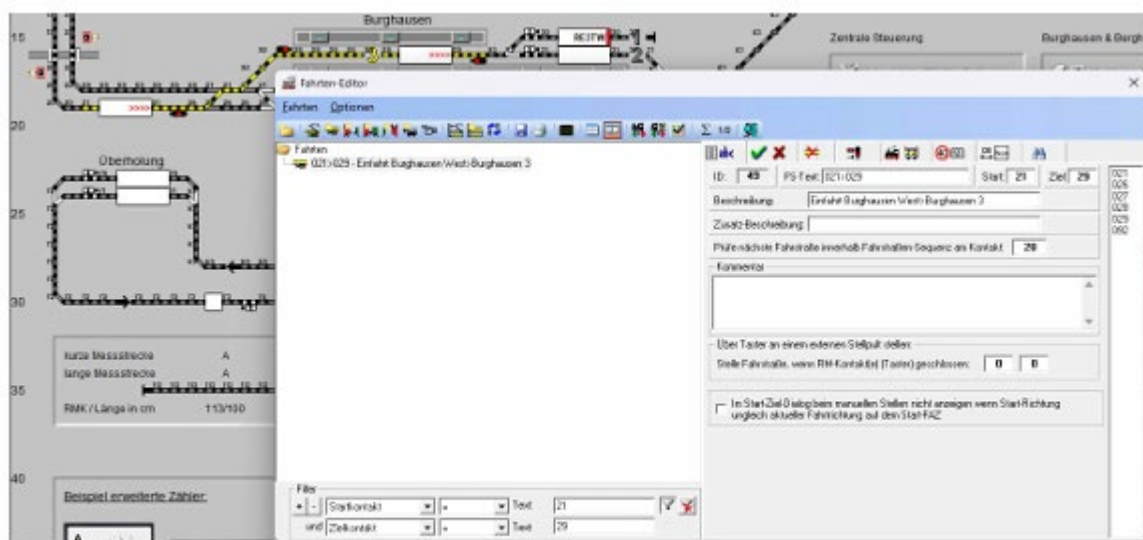 Burghausen
15
Zentrale Steuerung
Burghausen & Bergh
Fahrten-Editor
Fahrten Optionen
20
Fahrten
021>029 - Einfahrt Burghausen West>Burghausen 3
ID: 49 FS-Text: 021>029 Start: 21 Ziel: 29
Beschreibung: Einfahrt Burghausen West>Burghausen 3
Zusatz-Beschreibung:
Prüfe nächste Fahrstraße innerhalb Fahrstraßen-Sequenz am Kontakt: 28
Kommentar
021
026
027
028
029
Überholung
25
30
Über Taster an einem externen Stellpult stellen:
Stelle Fahrstraße, wenn RM-Kontakt(e) (Taster) geschlossen: 0 0
kurze Messstrecke A
lange Messstrecke A
35
RMK / Länge in cm 113/100
Im Start-Ziel-Dialog beim manuellen Stellen nicht anzeigen wenn Start-Richtung
ungleich aktueller Fahrtrichtung auf dem Start-FAZ
40
Beispiel erweiterte Zähler:
Filter
+ - Startkontakt = Text 21
und Zielkontakt = Text 29